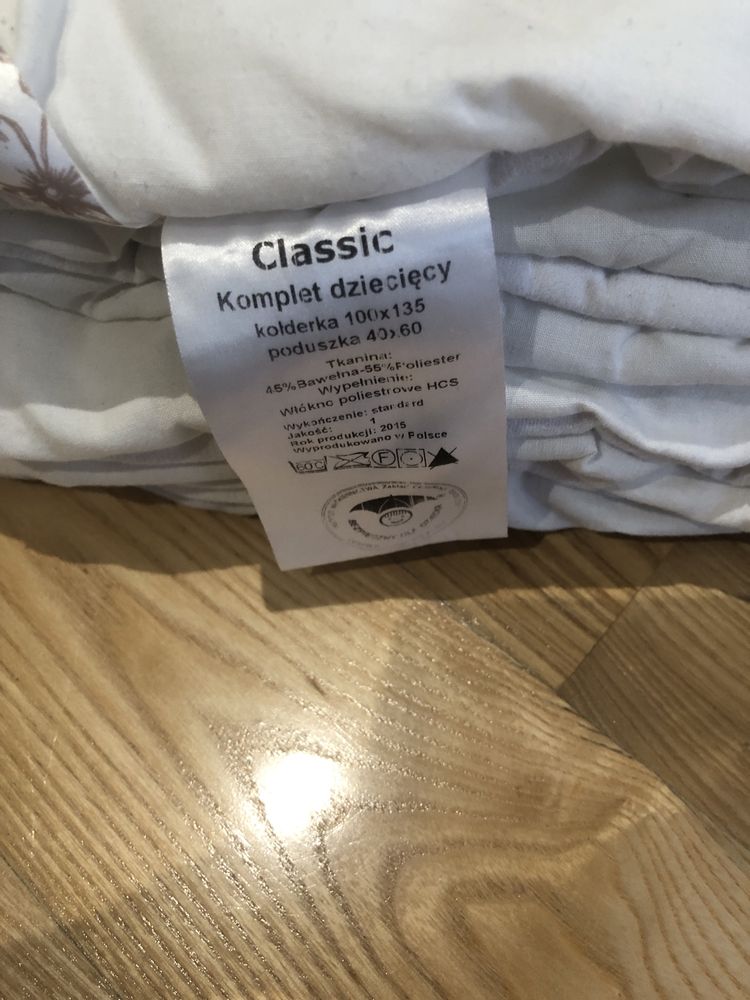 Classic
Komplet dziecięcy
kołderka 100x135
poduszka 40x60
Tkanina:
45%Bawełna-55%Poliester
Wypełnienie:
Włókno poliestrowe HCS
Wykończenie: standard
Jakość: 1
Rok produkcji: 2015
Wyprodukowano w Polsce
60C F